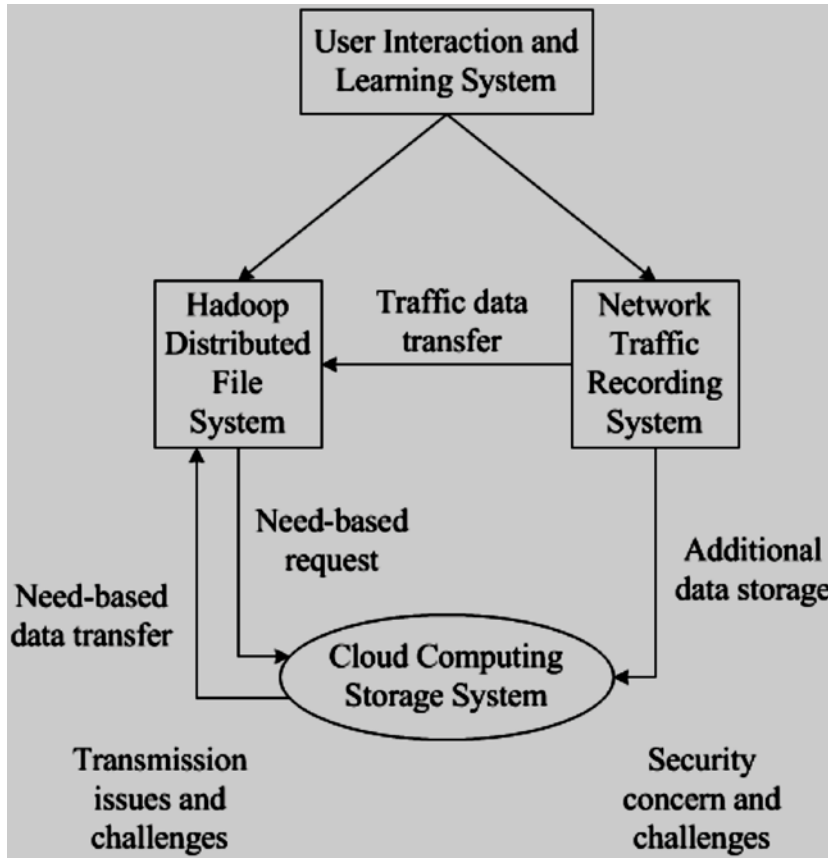 User Interaction and
Learning System
Hadoop
Distributed
File
System
Traffic data
transfer
Network
Traffic
Recording
System
Need-based
request
Additional
data storage
Need-based
data transfer
Cloud Computing
Storage System
Transmission
issues and
challenges
Security
concern and
challenges